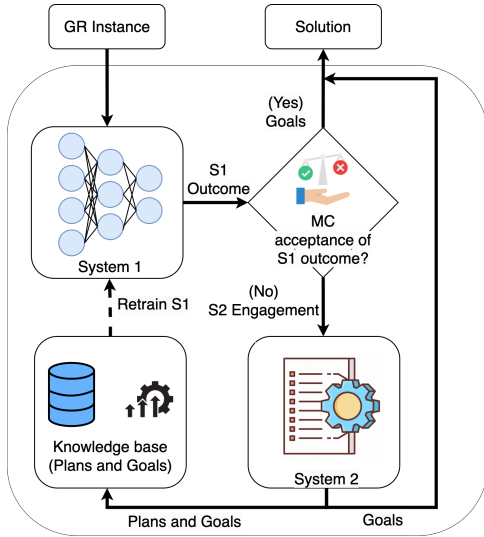 GR Instance
Solution
(Yes)
Goals
S1
Outcome
MC
acceptance of
S1 outcome?
System 1
(No)
S2 Engagement
Retrain S1
Knowledge base
(Plans and Goals)
System 2
Plans and Goals
Goals